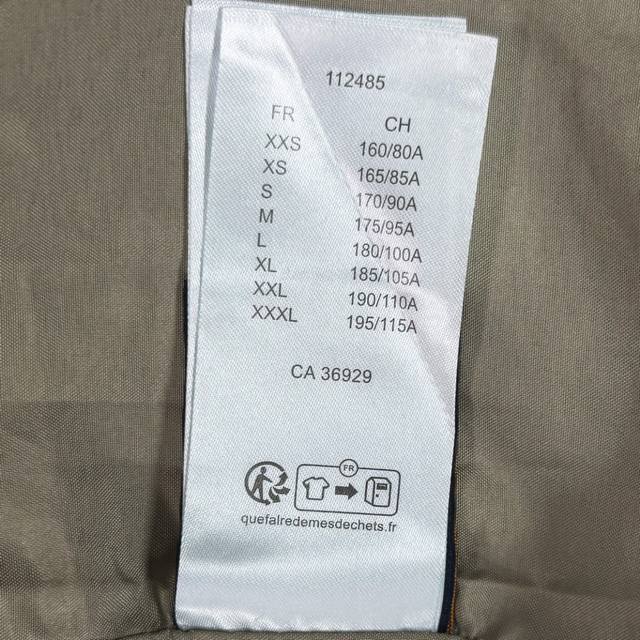 112485
FR CH
XXS 160/80A
XS 165/85A
S 170/90A
M 175/95A
L 180/100A
XL 185/105A
XXL 190/110A
XXXL 195/115A
CA 36929
FR
quefairedemesdechets.fr